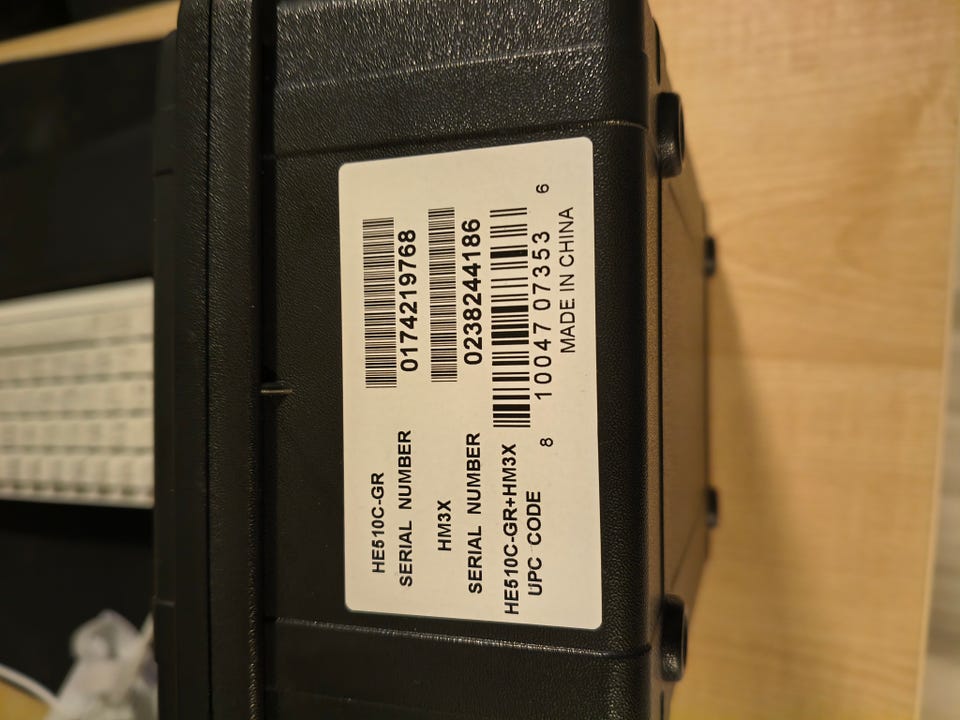 HE510C-GR
SERIAL NUMBER 0174219768
HM3X
SERIAL NUMBER 0238244186
HE510C-GR+HM3X
UPC CODE 8 10047 07353 6
MADE IN CHINA